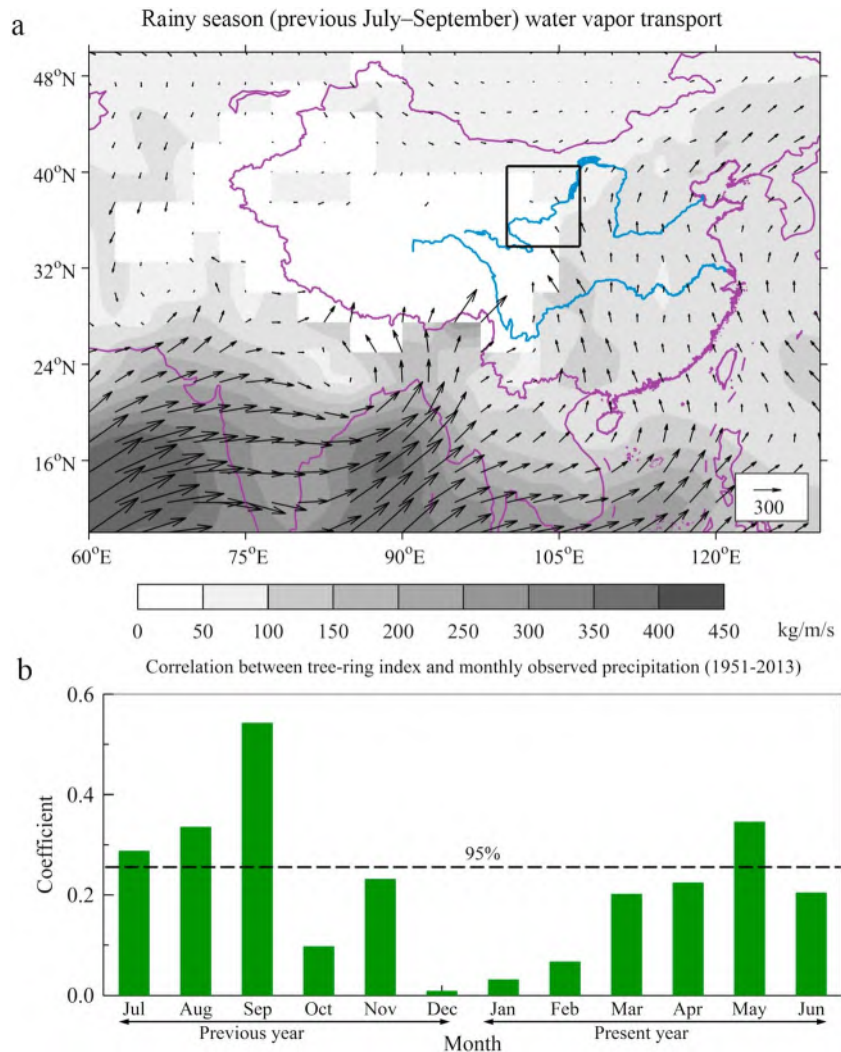 a
Rainy season (previous July–September) water vapor transport
48°N
40°N
32°N
24°N
16°N
300
60°E 75°E 90°E 105°E 120°E
0 50 100 150 200 250 300 350 400 450 kg/m/s
b
Correlation between tree-ring index and monthly observed precipitation (1951-2013)
0.6
0.4
0.2
0.0
Coefficient
95%
Jul Aug Sep Oct Nov Dec Jan Feb Mar Apr May Jun
Previous year Present year
Month